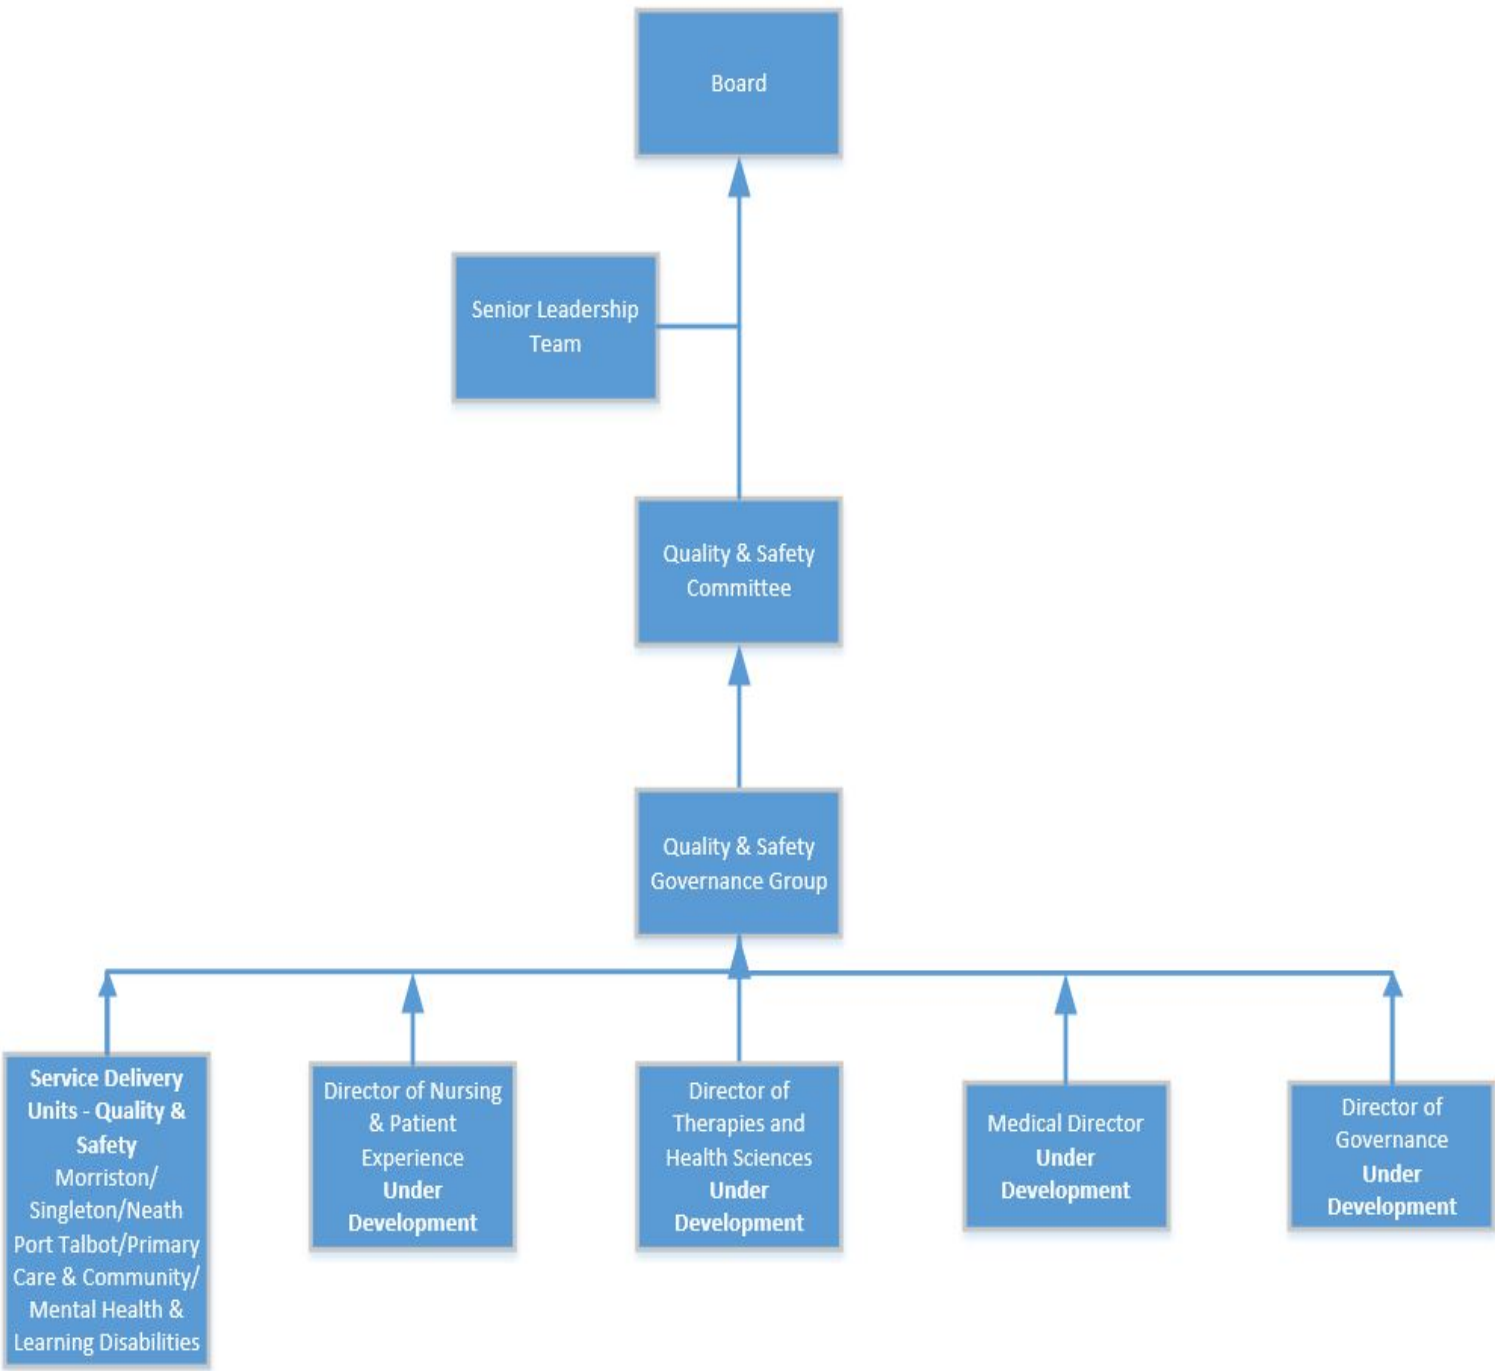 Board
Senior Leadership
Team
Quality & Safety
Committee
Quality & Safety
Governance Group
Service Delivery
Units - Quality &
Safety
Morriston/
Singleton/Neath
Port Talbot/Primary
Care & Community/
Mental Health &
Learning Disabilities
Director of Nursing
& Patient
Experience
Under
Development
Director of
Therapies and
Health Sciences
Under
Development
Medical Director
Under
Development
Director of
Governance
Under
Development